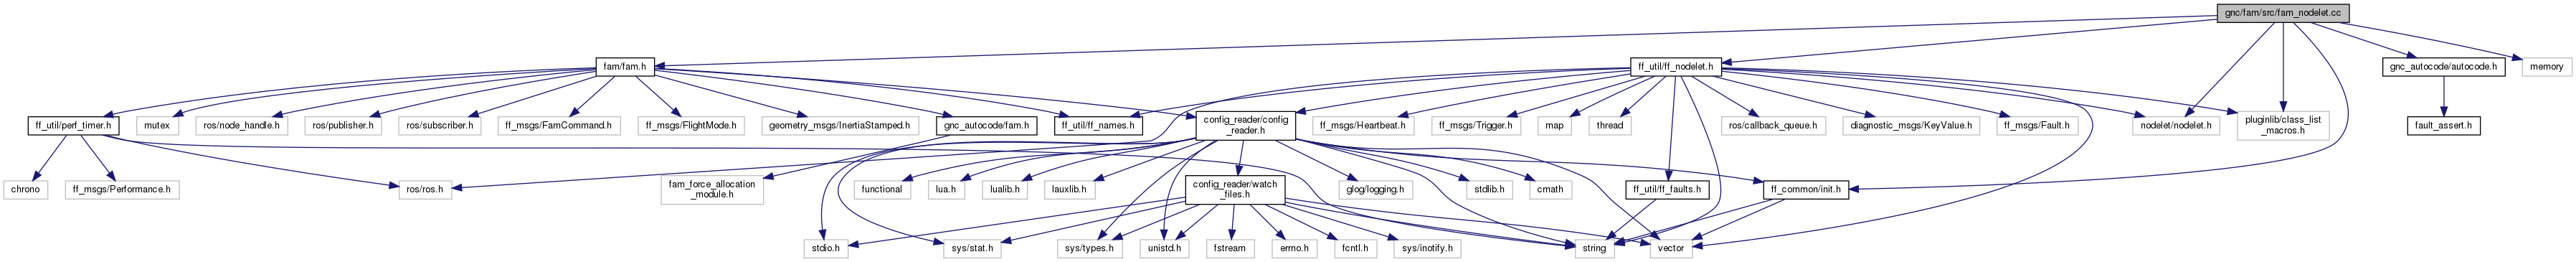 gnc/fam/src/fam_nodelet.cc
fam/fam.h
ff_util/ff_nodelet.h
gnc_autocode/autocode.h
memory
ff_util/perf_timer.h
mutex
ros/node_handle.h
ros/publisher.h
ros/subscriber.h
ff_msgs/FamCommand.h
ff_msgs/FlightMode.h
geometry_msgs/InertiaStamped.h
gnc_autocode/fam.h
ff_util/ff_names.h
config_reader/config
_reader.h
ff_msgs/Heartbeat.h
ff_msgs/Trigger.h
map
thread
ros/callback_queue.h
diagnostic_msgs/KeyValue.h
ff_msgs/Fault.h
nodelet/nodelet.h
pluginlib/class_list
_macros.h
fault_assert.h
chrono
ff_msgs/Performance.h
ros/ros.h
fam_force_allocation
_module.h
functional
lua.h
lualib.h
lauxlib.h
config_reader/watch
_files.h
glog/logging.h
stdlib.h
cmath
ff_util/ff_faults.h
ff_common/init.h
stdio.h
sys/stat.h
sys/types.h
unistd.h
fstream
errno.h
fcntl.h
sys/inotify.h
string
vector